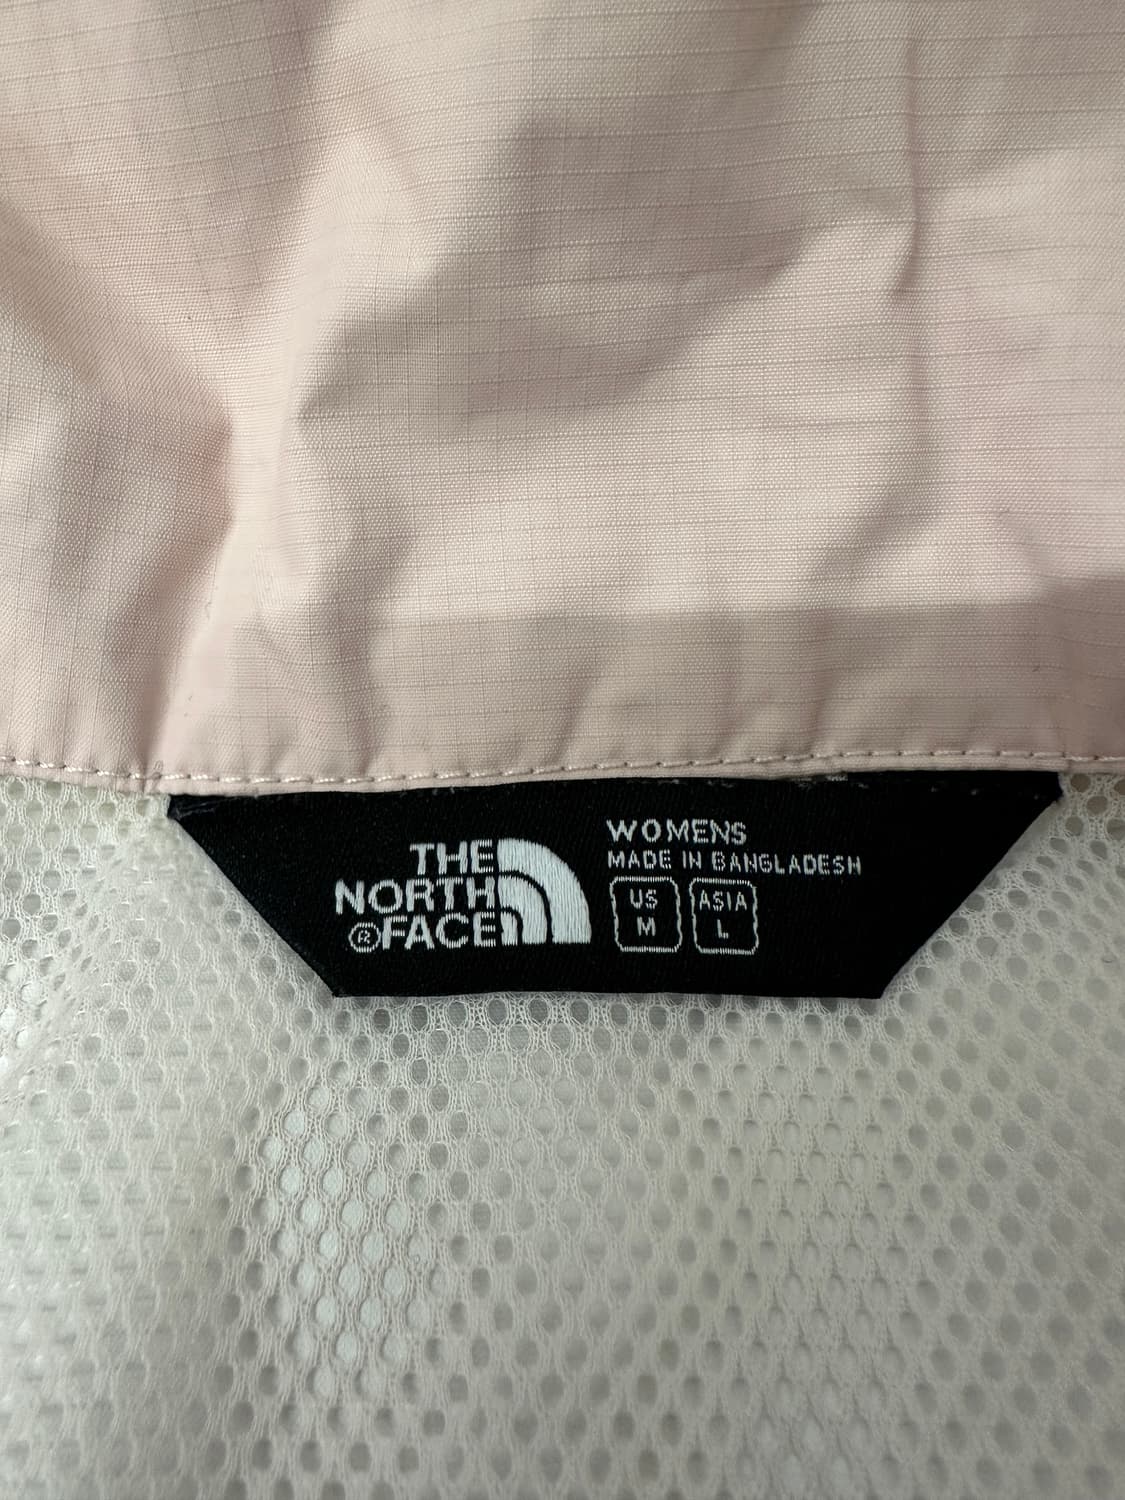 THE
NORTH
®FACE
WOMENS
MADE IN BANGLADESH
US
M
ASIA
L